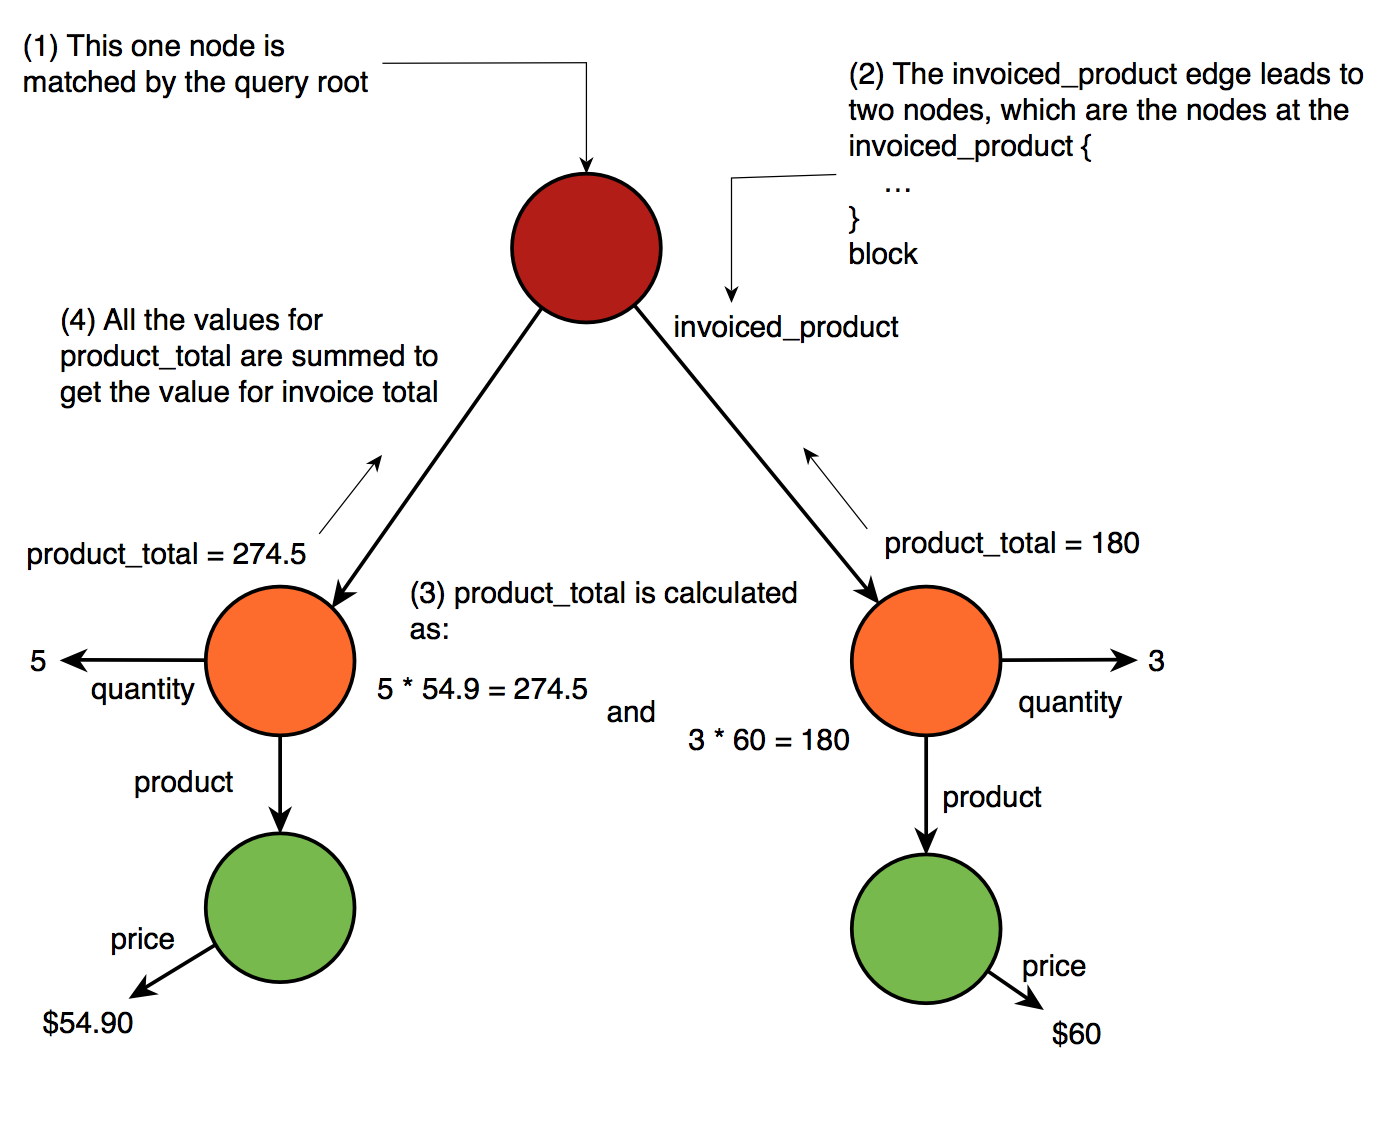 (1) This one node is
matched by the query root
(2) The invoiced_product edge leads to
two nodes, which are the nodes at the
invoiced_product {
...
}
block
invoiced_product
(4) All the values for
product_total are summed to
get the value for invoice total
product_total = 274.5
product_total = 180
(3) product_total is calculated
as:
5 * 54.9 = 274.5
and
3 * 60 = 180
5
quantity
3
quantity
product
product
price
$54.90
price
$60